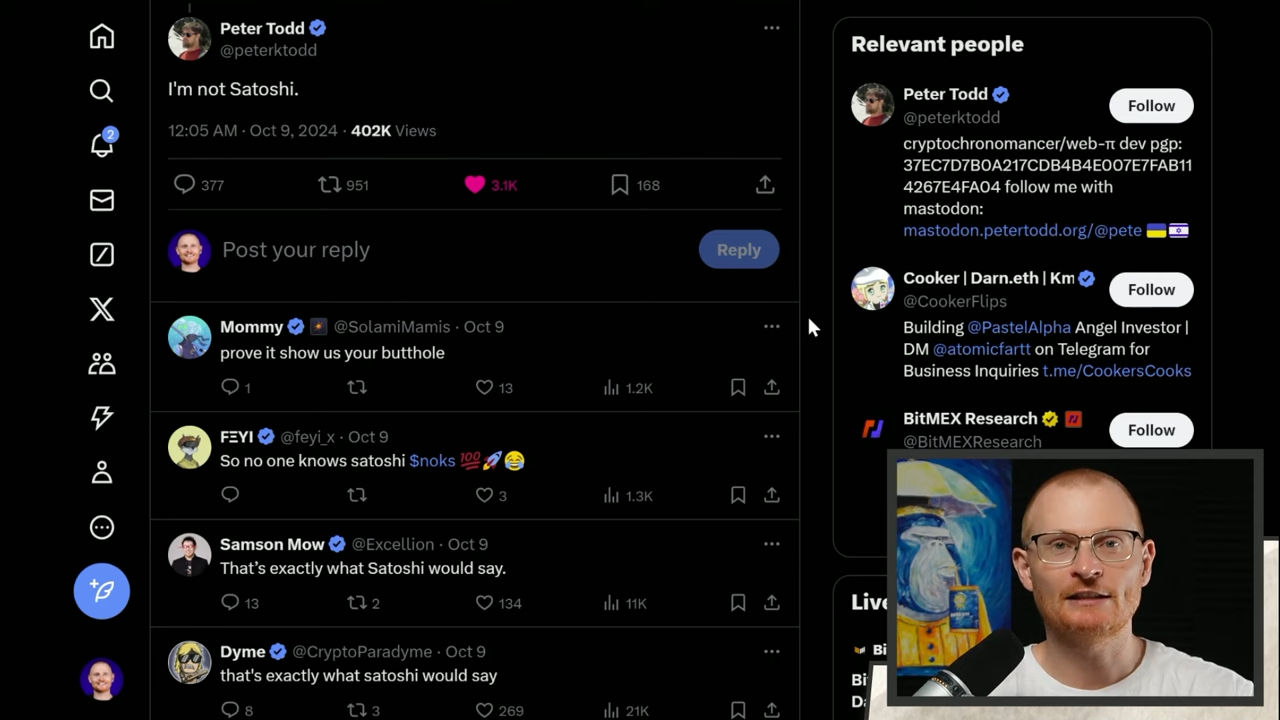 Peter Todd
@peterktodd
I'm not Satoshi.
12:05 AM · Oct 9, 2024 · 402K Views
377 951 3.1K 168
Post your reply
Reply
Mommy @SolamiMamis · Oct 9
prove it show us your butthole
1 13 1.2K
FΞYI @feyi_x · Oct 9
So no one knows satoshi $noks 💯🚀😂
3 1.3K
Samson Mow @Excellion · Oct 9
That's exactly what Satoshi would say.
13 2 134 11K
Dyme @CryptoParadyme · Oct 9
that's exactly what satoshi would say
8 3 269 21K
2
Relevant people
Peter Todd
@peterktodd
Follow
cryptochronomancer/web-π dev pgp:
37EC7D7B0A217CDB4B4E007E7FAB11
4267E4FA04 follow me with
mastodon:
mastodon.petertodd.org/@pete 🇺🇦🇮🇱
Cooker | Darn.eth | Km
@CookerFlips
Follow
Building @PastelAlpha Angel Investor |
DM @atomicfartt on Telegram for
Business Inquiries t.me/CookersCooks
BitMEX Research
@BitMEXResearch
Follow
Live
Bi
Bi
Da